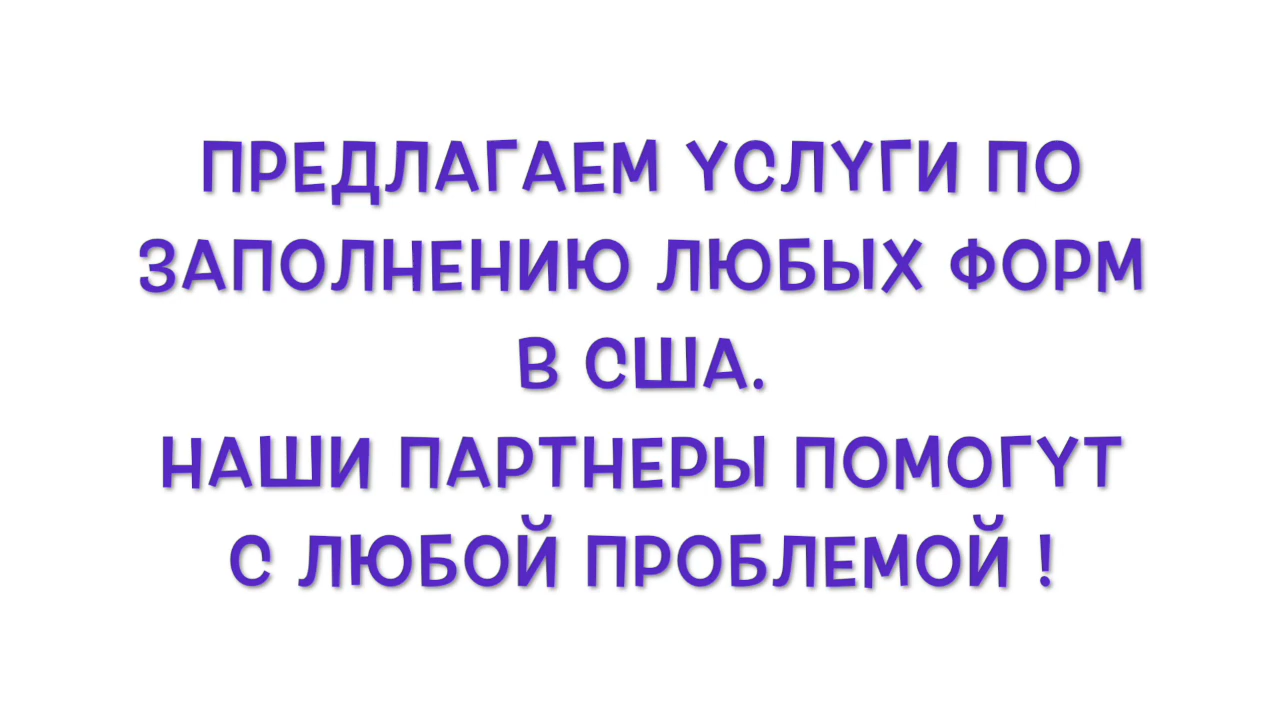 ПРЕДЛАГАЕМ УСЛУГИ ПО
ЗАПОЛНЕНИЮ ЛЮБЫХ ФОРМ
В США.
НАШИ ПАРТНЕРЫ ПОМОГУТ
С ЛЮБОЙ ПРОБЛЕМОЙ !